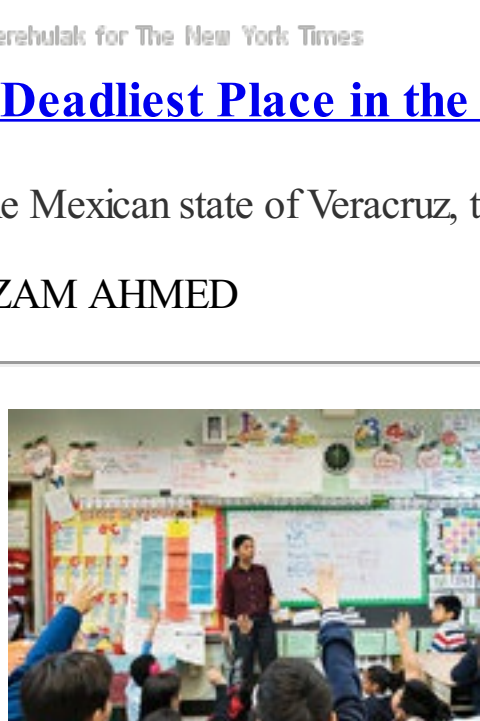 erehulak for The New York Times
Deadliest Place in the
e Mexican state of Veracruz, t
ZAM AHMED